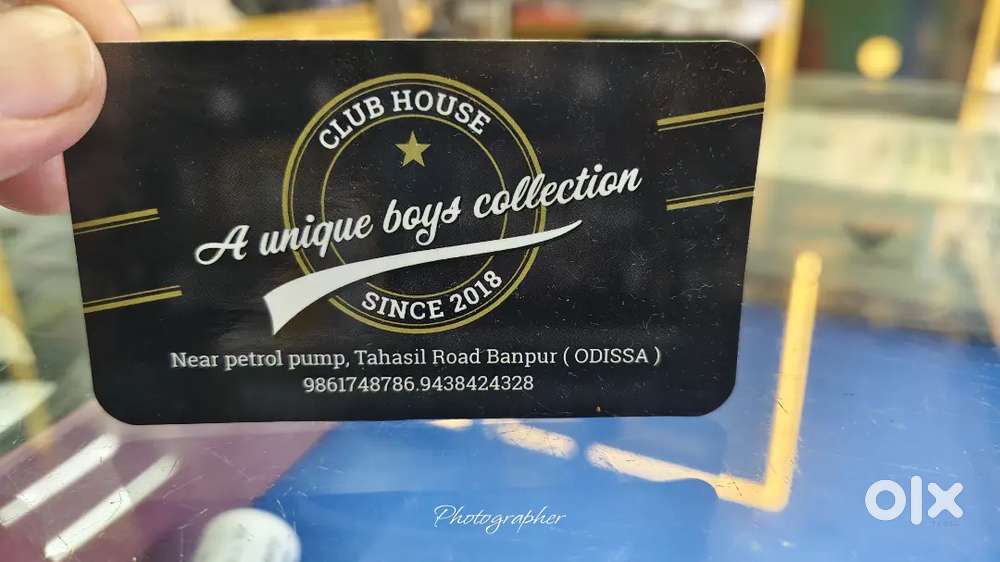 CLUB HOUSE
A unique boys collection
SINCE 2018
Near petrol pump, Tahasil Road Banpur ( ODISSA )
9861748786.9438424328
Photographer
olx